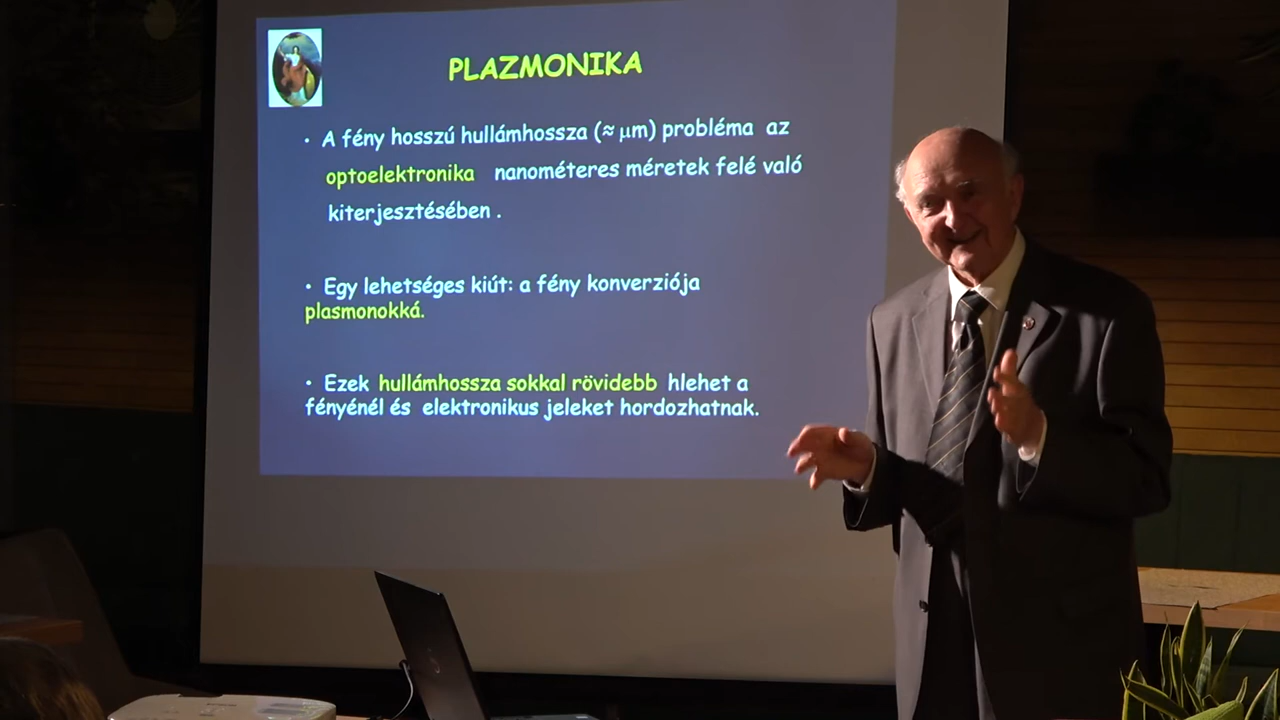 PLAZMONIKA
• A fény hosszú hullámhossza (≈ µm) probléma az
optoelektronika nanométeres méretek felé való
kiterjesztésében .
• Egy lehetséges kiút: a fény konverziója
plasmonokká.
• Ezek hullámhossza sokkal rövidebb hlehet a
fényénél és elektronikus jeleket hordozhatnak.